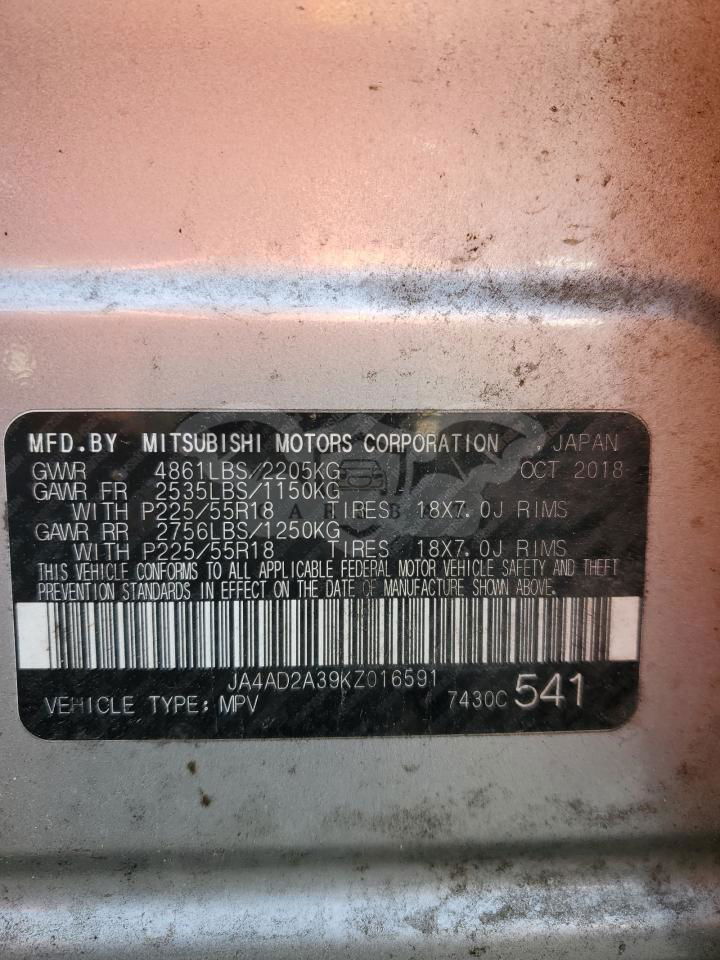 MFD.BY MITSUBISHI MOTORS CORPORATION JAPAN
GVWR 4861LBS/2205KG OCT 2018
GAWR FR 2535LBS/1150KG
WITH P225/55R18 TIRES 18X7.0J RIMS
GAWR RR 2756LBS/1250KG
WITH P225/55R18 TIRES 18X7.0J RIMS
THIS VEHICLE CONFORMS TO ALL APPLICABLE FEDERAL MOTOR VEHICLE SAFETY AND THEFT
PREVENTION STANDARDS IN EFFECT ON THE DATE OF MANUFACTURE SHOWN ABOVE.
JA4AD2A39KZ016591
VEHICLE TYPE: MPV 7430C 541